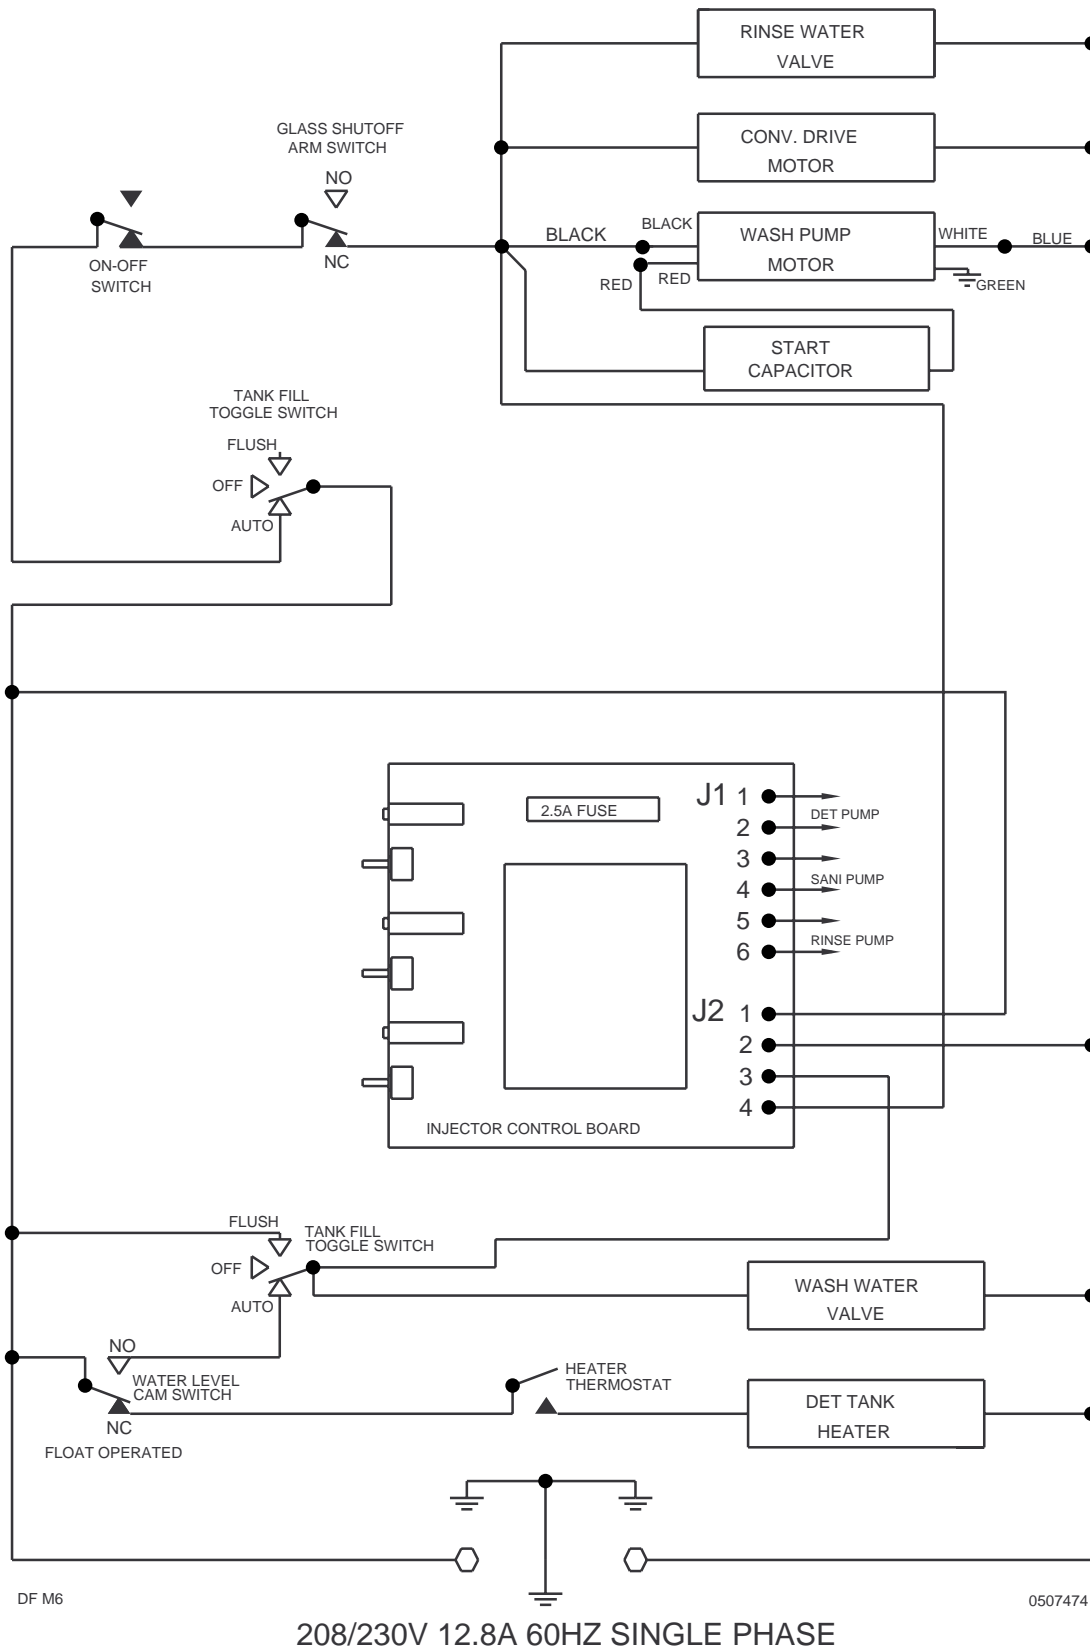 RINSE WATER
VALVE
GLASS SHUTOFF
ARM SWITCH
CONV. DRIVE
MOTOR
NO
BLACK
BLACK
WASH PUMP
MOTOR
WHITE
BLUE
NC
ON-OFF
SWITCH
RED
RED
GREEN
START
CAPACITOR
TANK FILL
TOGGLE SWITCH
FLUSH
OFF
AUTO
J1
1
2.5A FUSE
DET PUMP
2
3
4
SANI PUMP
5
6
RINSE PUMP
J2
1
2
3
4
INJECTOR CONTROL BOARD
FLUSH
TANK FILL
TOGGLE SWITCH
OFF
AUTO
WASH WATER
VALVE
NO
WATER LEVEL
CAM SWITCH
HEATER
THERMOSTAT
DET TANK
HEATER
NC
FLOAT OPERATED
DF M6
0507474
208/230V 12.8A 60HZ SINGLE PHASE